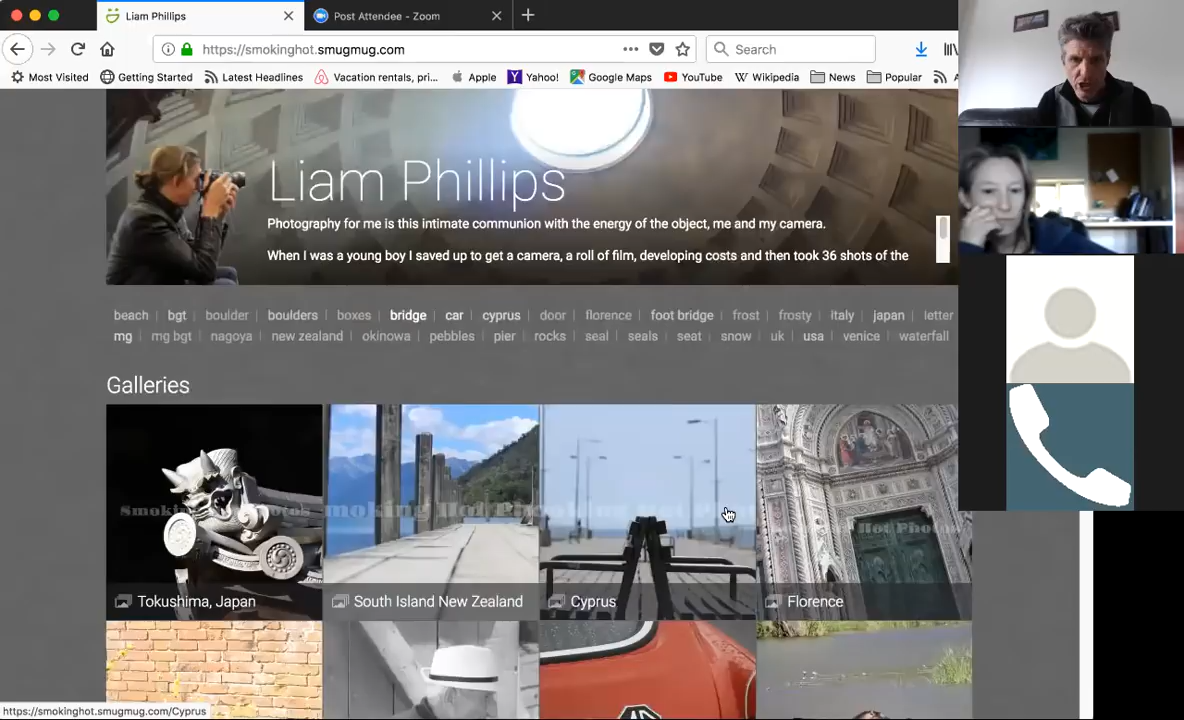 Liam Phillips
Post Attendee - Zoom
https://smokinghot.smugmug.com
Search
Most Visited
Getting Started
Latest Headlines
Vacation rentals, pri...
Apple
Yahoo!
Google Maps
YouTube
Wikipedia
News
Popular
Liam Phillips
Photography for me is this intimate communion with the energy of the object, me and my camera.
When I was a young boy I saved up to get a camera, a roll of film, developing costs and then took 36 shots of the
beach | bgt | boulder | boulders | boxes | bridge | car | cyprus | door | florence | foot bridge | frost | frosty | italy | japan | letter
mg | mg bgt | nagoya | new zealand | okinawa | pebbles | pier | rocks | seal | seals | seat | snow | uk | usa | venice | waterfall
Galleries
Smoking Hot Photos
Tokushima, Japan
South Island New Zealand
Cyprus
Florence
MG
https://smokinghot.smugmug.com/Cyprus